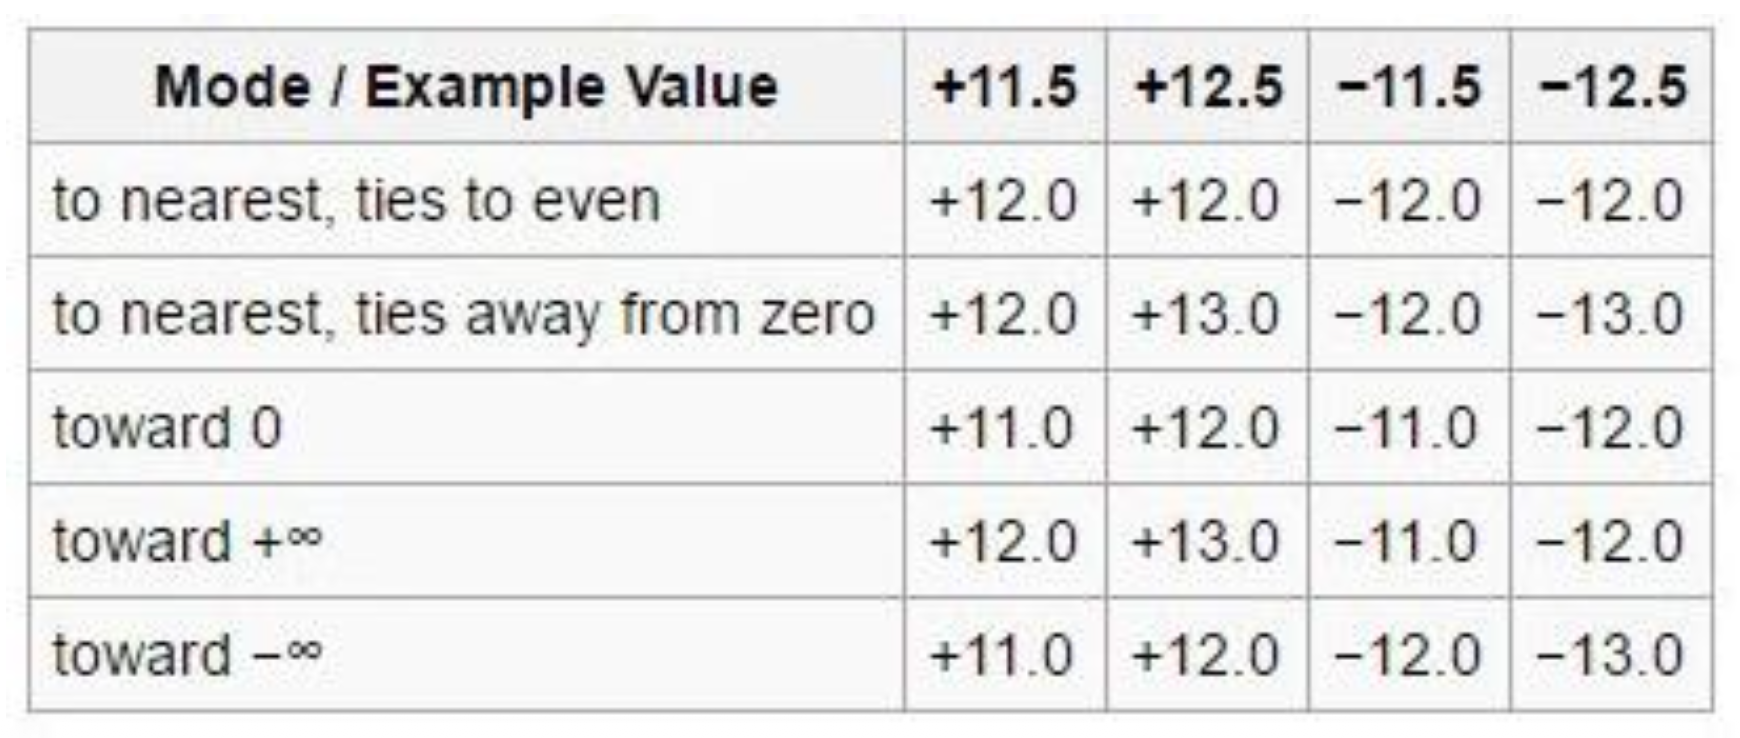 Mode / Example Value +11.5 +12.5 −11.5 −12.5
to nearest, ties to even +12.0 +12.0 −12.0 −12.0
to nearest, ties away from zero +12.0 +13.0 −12.0 −13.0
toward 0 +11.0 +12.0 −11.0 −12.0
toward +∞ +12.0 +13.0 −11.0 −12.0
toward −∞ +11.0 +12.0 −12.0 −13.0